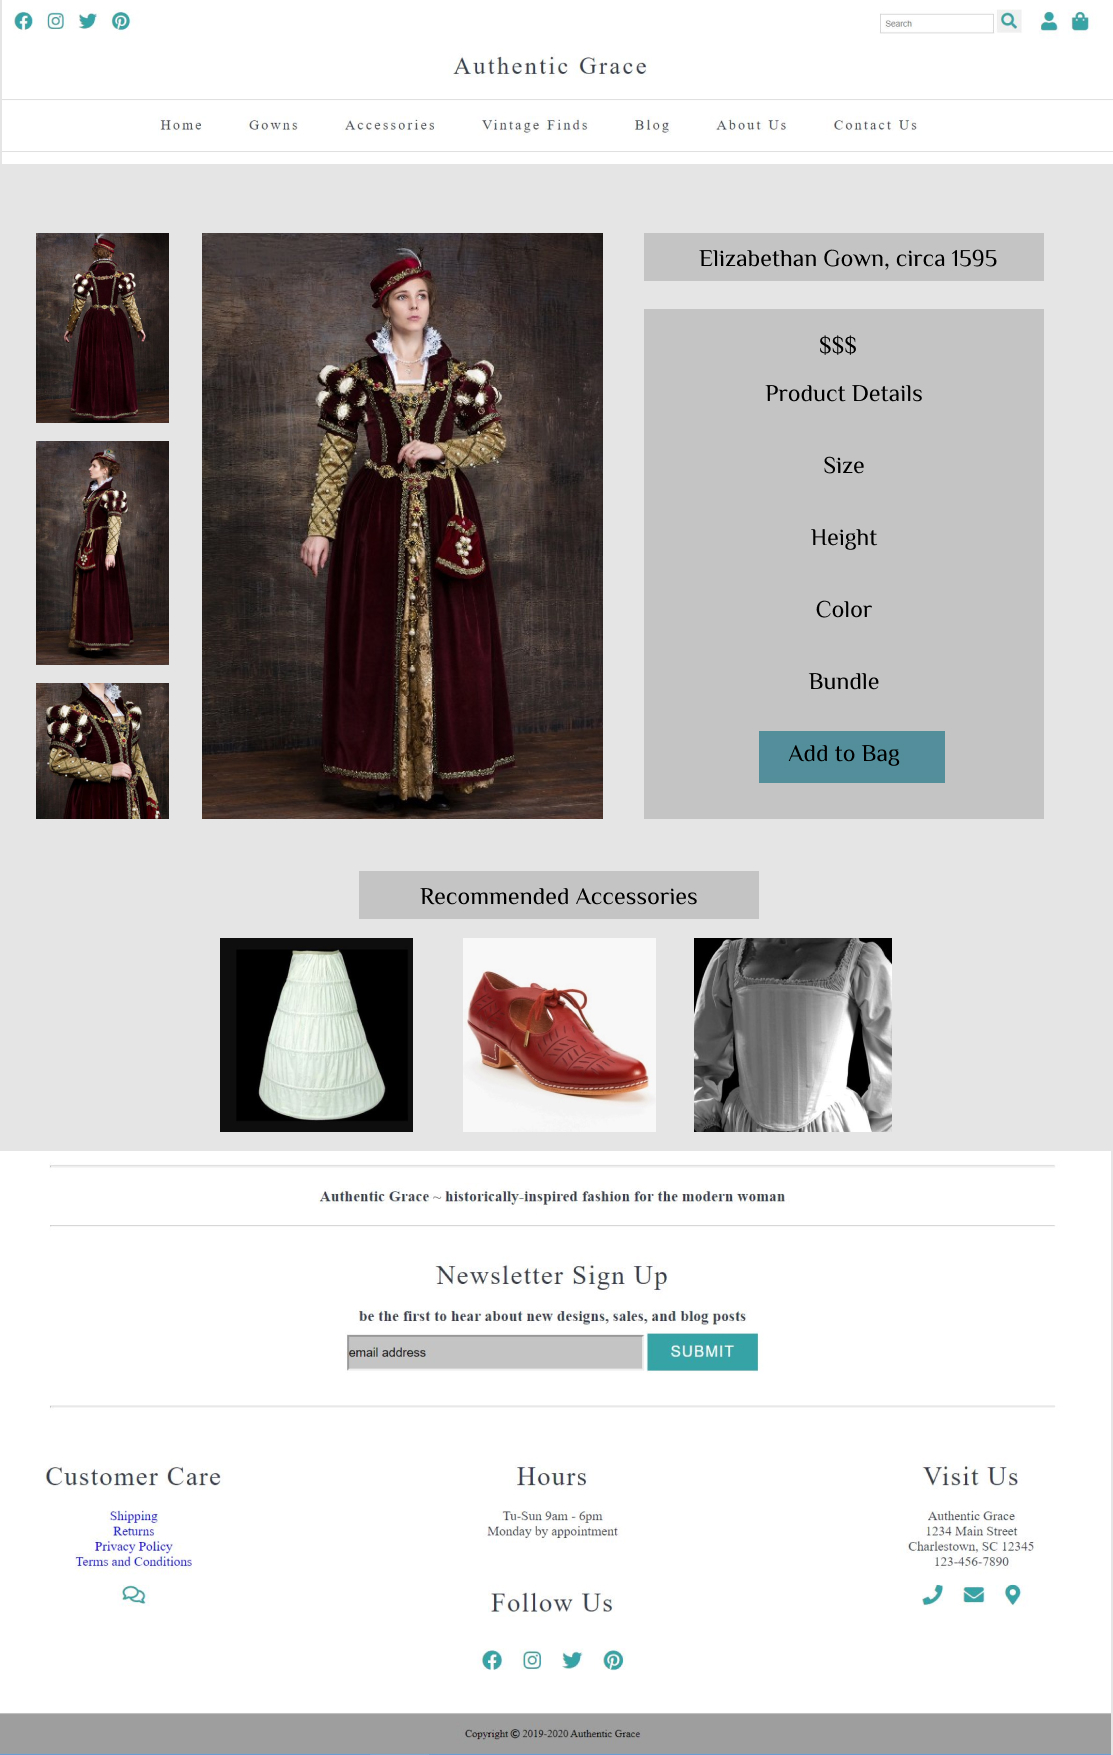 Search
Authentic Grace
Home Gowns Accessories Vintage Finds Blog About Us Contact Us
Elizabethan Gown, circa 1595
$$$
Product Details
Size
Height
Color
Bundle
Add to Bag
Recommended Accessories
Authentic Grace ~ historically-inspired fashion for the modern woman
Newsletter Sign Up
be the first to hear about new designs, sales, and blog posts
email address SUBMIT
Customer Care
Shipping
Returns
Privacy Policy
Terms and Conditions
Hours
Tu-Sun 9am - 6pm
Monday by appointment
Follow Us
Visit Us
Authentic Grace
1234 Main Street
Charlestown, SC 12345
123-456-7890
Copyright © 2019-2020 Authentic Grace